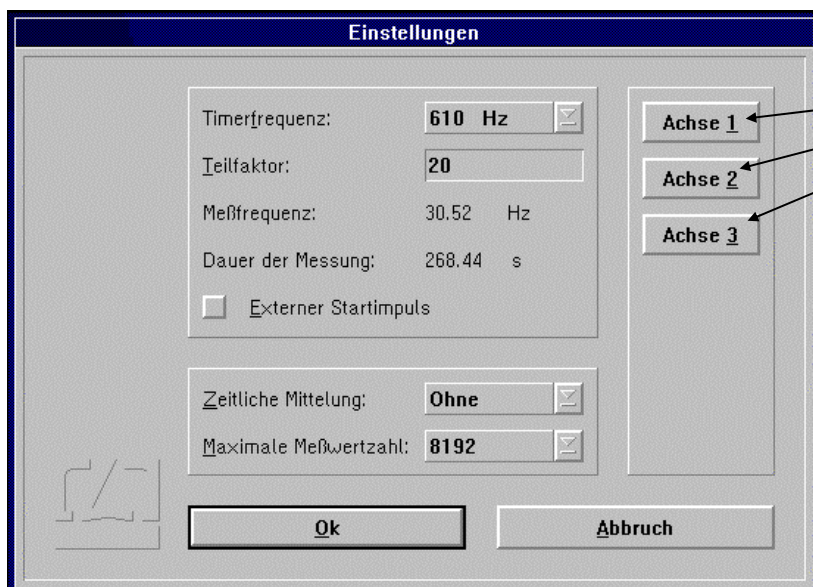 Einstellungen
Timerfrequenz: 610 Hz
Teilfaktor: 20
Meßfrequenz: 30.52 Hz
Dauer der Messung: 268.44 s
Externer Startimpuls
Zeitliche Mittelung: Ohne
Maximale Meßwertzahl: 8192
Achse 1
Achse 2
Achse 3
Ok Abbruch